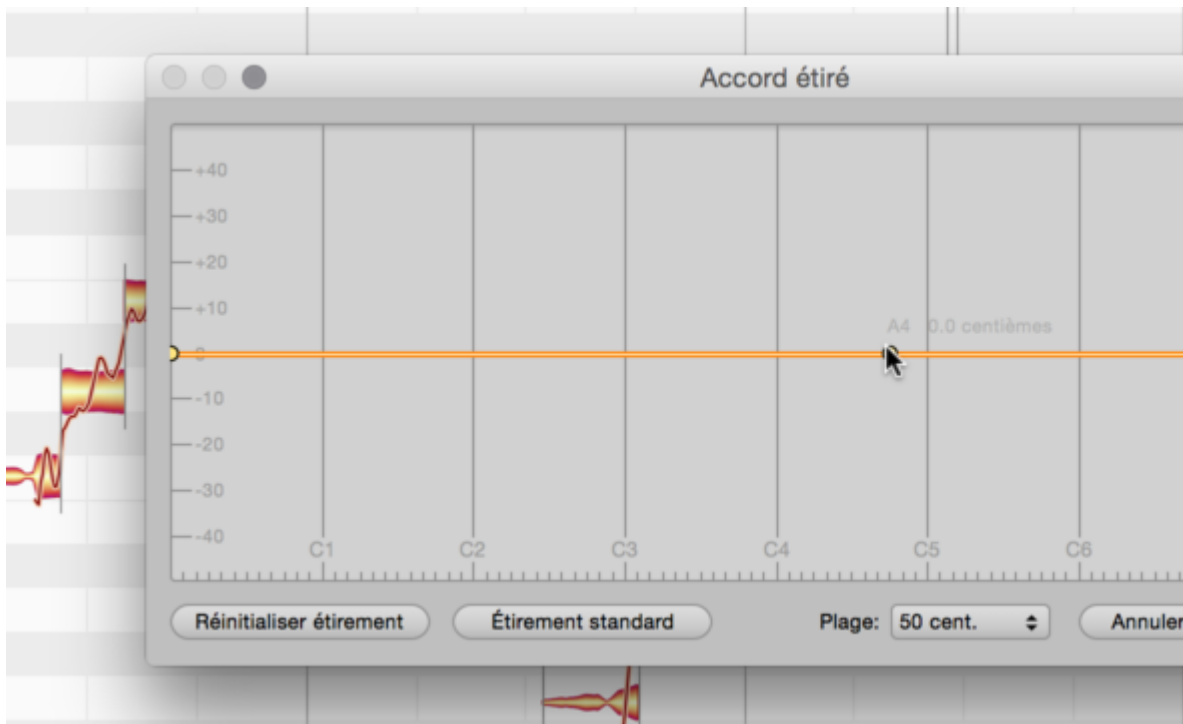 Accord étiré
+40
+30
+20
+10
A4 0.0 centièmes
0
-10
-20
-30
-40
C1 C2 C3 C4 C5 C6
Réinitialiser étirement Étirement standard Plage: 50 cent. Annuler